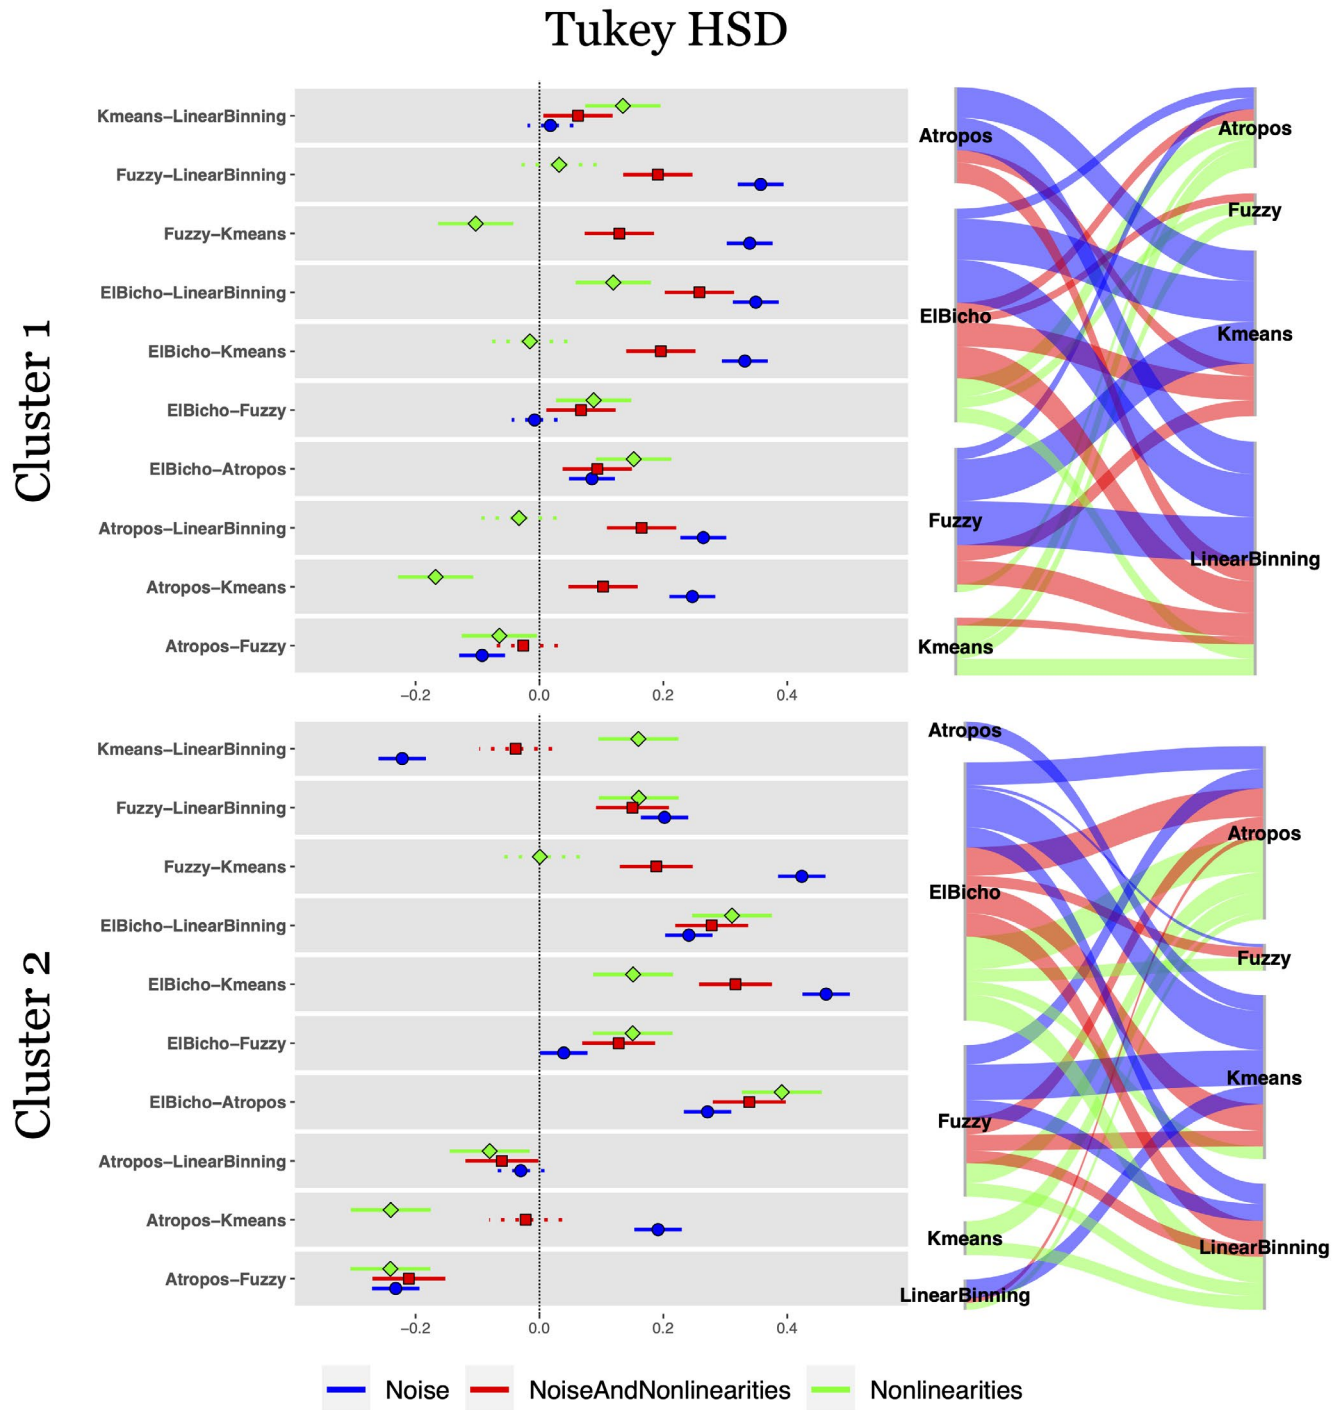 Tukey HSD
Cluster 1
Kmeans–LinearBinning
Fuzzy–LinearBinning
Fuzzy–Kmeans
ElBicho–LinearBinning
ElBicho–Kmeans
ElBicho–Fuzzy
ElBicho–Atropos
Atropos–LinearBinning
Atropos–Kmeans
Atropos–Fuzzy
−0.2 0.0 0.2 0.4
Atropos
ElBicho
Fuzzy
Kmeans
Atropos
Fuzzy
Kmeans
LinearBinning
Cluster 2
Kmeans–LinearBinning
Fuzzy–LinearBinning
Fuzzy–Kmeans
ElBicho–LinearBinning
ElBicho–Kmeans
ElBicho–Fuzzy
ElBicho–Atropos
Atropos–LinearBinning
Atropos–Kmeans
Atropos–Fuzzy
−0.2 0.0 0.2 0.4
Atropos
ElBicho
Fuzzy
Kmeans
LinearBinning
Atropos
Fuzzy
Kmeans
LinearBinning
Noise NoiseAndNonlinearities Nonlinearities